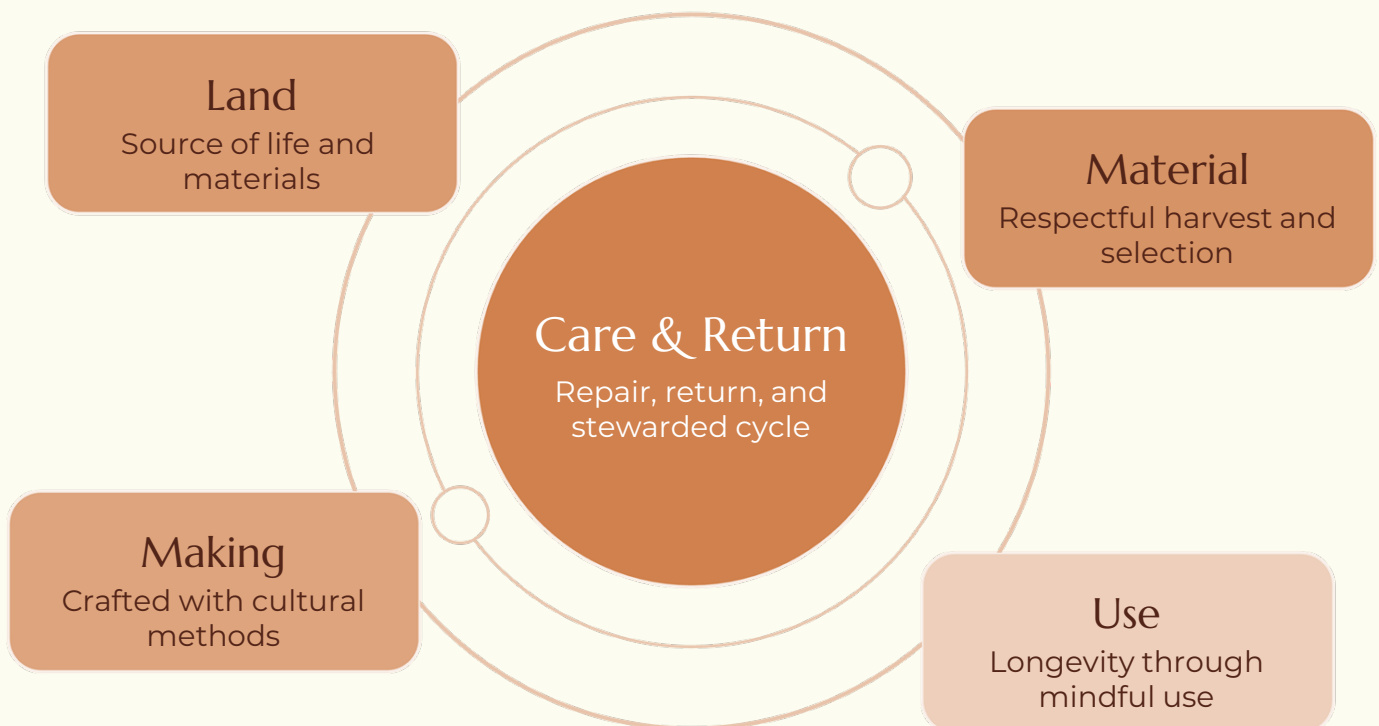 Land
Source of life and
materials
Material
Respectful harvest and
selection
Care & Return
Repair, return, and
stewarded cycle
Making
Crafted with cultural
methods
Use
Longevity through
mindful use